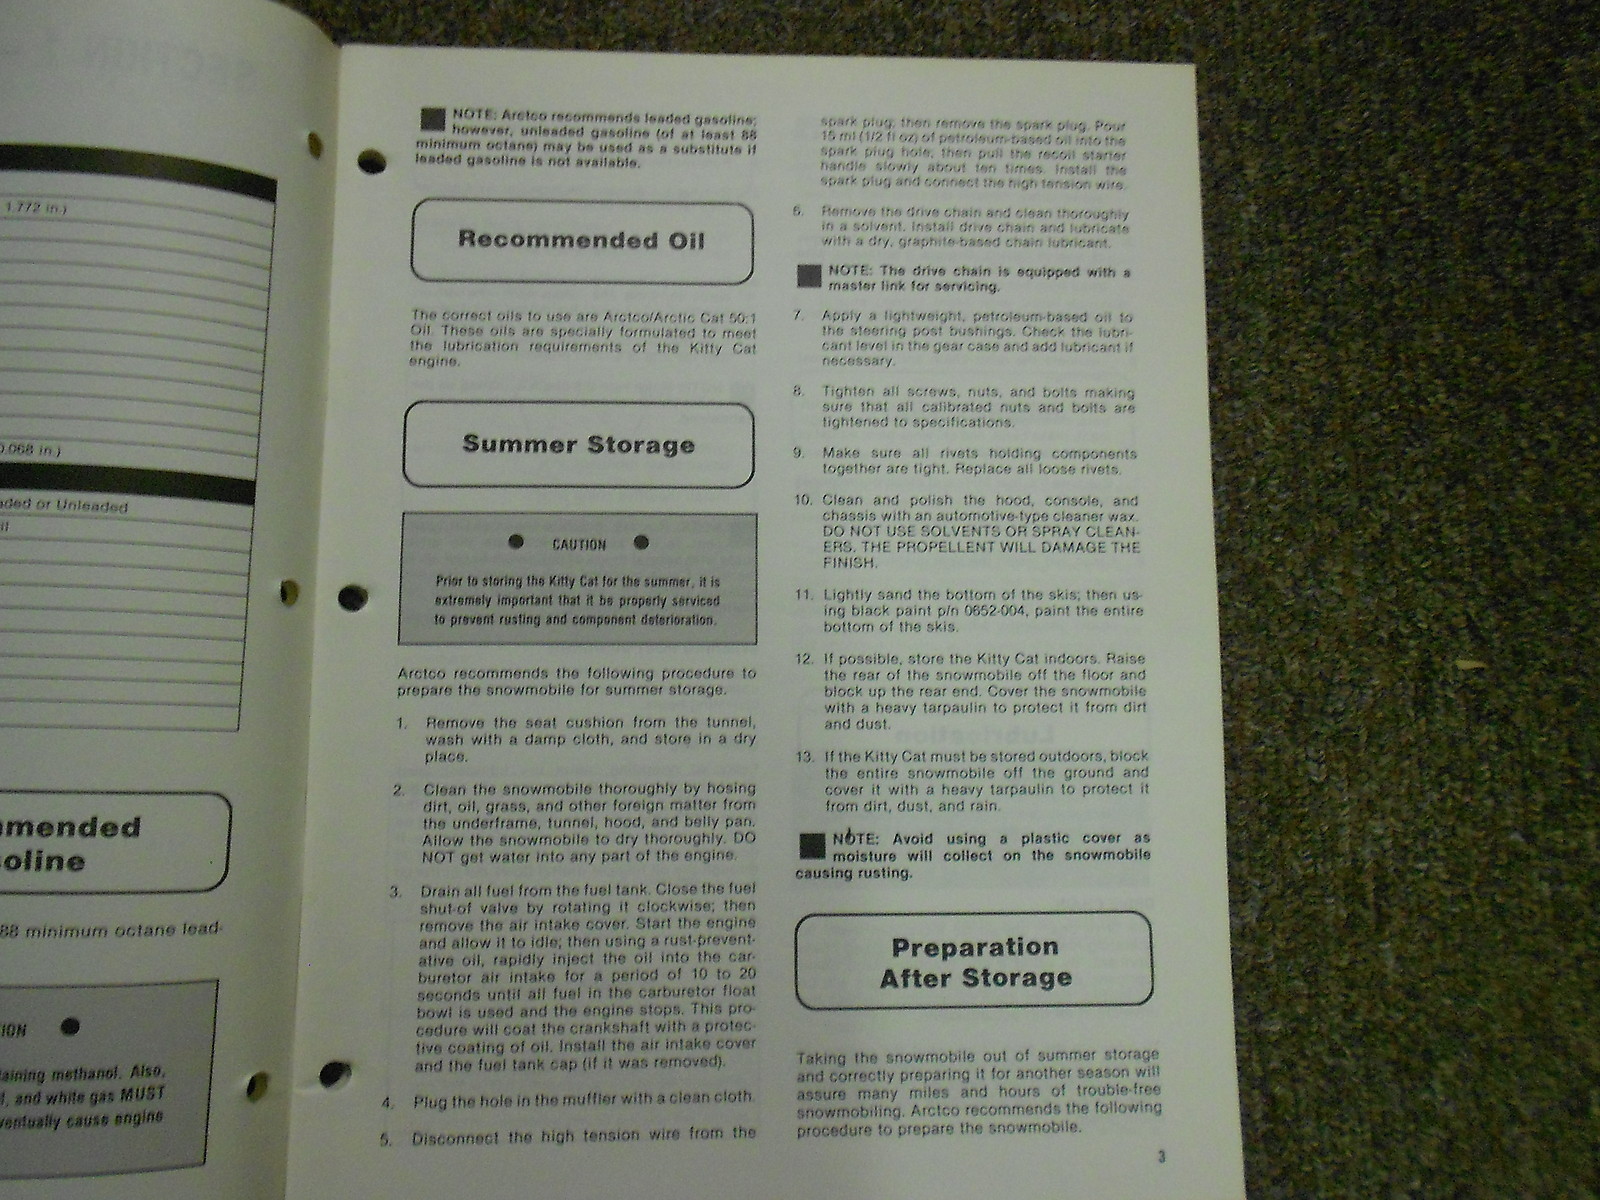 SECTION 1
1.772 in.)
0.068 in.)
aded or Unleaded
mmended
oline
88 minimum octane lead-
ION
aining methanol. Also,
l, and white gas MUST
ventually cause engine
NOTE: Arctco recommends leaded gasoline;
however, unleaded gasoline (of at least 88
minimum octane) may be used as a substitute if
leaded gasoline is not available.
Recommended Oil
The correct oils to use are Arctco/Arctic Cat 50:1
Oil. These oils are specially formulated to meet
the lubrication requirements of the Kitty Cat
engine.
Summer Storage
CAUTION
Prior to storing the Kitty Cat for the summer, it is
extremely important that it be properly serviced
to prevent rusting and component deterioration.
Arctco recommends the following procedure to
prepare the snowmobile for summer storage.
1. Remove the seat cushion from the tunnel,
wash with a damp cloth, and store in a dry
place.
2. Clean the snowmobile thoroughly by hosing
dirt, oil, grass, and other foreign matter from
the underframe, tunnel, hood, and belly pan.
Allow the snowmobile to dry thoroughly. DO
NOT get water into any part of the engine.
3. Drain all fuel from the fuel tank. Close the fuel
shut-of valve by rotating it clockwise; then
remove the air intake cover. Start the engine
and allow it to idle; then using a rust-prevent-
ative oil, rapidly inject the oil into the car-
buretor air intake for a period of 10 to 20
seconds until all fuel in the carburetor float
bowl is used and the engine stops. This pro-
cedure will coat the crankshaft with a protec-
tive coating of oil. Install the air intake cover
and the fuel tank cap (if it was removed).
4. Plug the hole in the muffler with a clean cloth.
5. Disconnect the high tension wire from the
spark plug; then remove the spark plug. Pour
15 ml (1/2 fl oz) of petroleum-based oil into the
spark plug hole; then pull the recoil starter
handle slowly about ten times. Install the
spark plug and connect the high tension wire.
6. Remove the drive chain and clean thoroughly
in a solvent. Install drive chain and lubricate
with a dry, graphite-based chain lubricant.
NOTE: The drive chain is equipped with a
master link for servicing.
7. Apply a lightweight, petroleum-based oil to
the steering post bushings. Check the lubri-
cant level in the gear case and add lubricant if
necessary.
8. Tighten all screws, nuts, and bolts making
sure that all calibrated nuts and bolts are
tightened to specifications.
9. Make sure all rivets holding components
together are tight. Replace all loose rivets.
10. Clean and polish the hood, console, and
chassis with an automotive-type cleaner wax.
DO NOT USE SOLVENTS OR SPRAY CLEAN-
ERS. THE PROPELLENT WILL DAMAGE THE
FINISH.
11. Lightly sand the bottom of the skis; then us-
ing black paint p/n 0652-004, paint the entire
bottom of the skis.
12. If possible, store the Kitty Cat indoors. Raise
the rear of the snowmobile off the floor and
block up the rear end. Cover the snowmobile
with a heavy tarpaulin to protect it from dirt
and dust.
13. If the Kitty Cat must be stored outdoors, block
the entire snowmobile off the ground and
cover it with a heavy tarpaulin to protect it
from dirt, dust, and rain.
NOTE: Avoid using a plastic cover as
moisture will collect on the snowmobile
causing rusting.
Preparation
After Storage
Taking the snowmobile out of summer storage
and correctly preparing it for another season will
assure many miles and hours of trouble-free
snowmobiling. Arctco recommends the following
procedure to prepare the snowmobile.
3